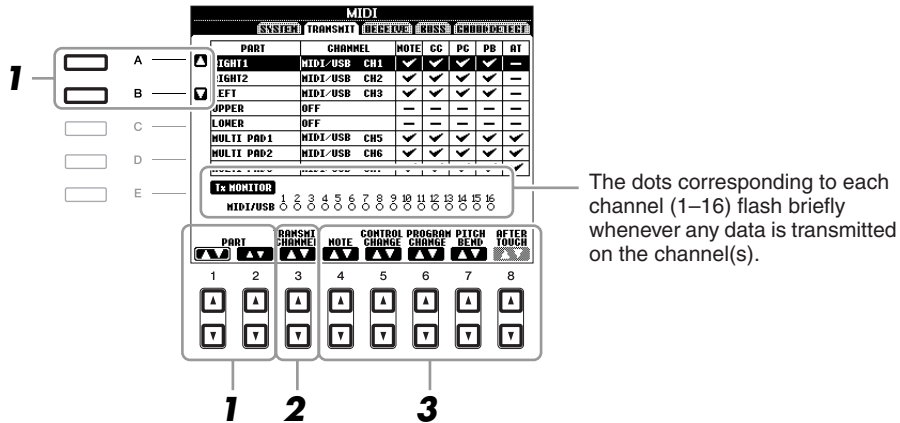 MIDI
SYSTEM TRANSMIT RECEIVE BASS CHORD DETECT
PART CHANNEL NOTE CC PC PB AT
IGHT1 MIDI/USB CH1
IGHT2 MIDI/USB CH2
EFT MIDI/USB CH3
UPPER OFF
LOWER OFF
MULTI PAD1 MIDI/USB CH5
MULTI PAD2 MIDI/USB CH6
1
A
B
C
D
E
Tx MONITOR
MIDI/USB 1 2 3 4 5 6 7 8 9 10 11 12 13 14 15 16
The dots corresponding to each
channel (1–16) flash briefly
whenever any data is transmitted
on the channel(s).
PART
RANSMI CHANNEL
NOTE
CONTROL CHANGE
PROGRAM CHANGE
PITCH BEND
AFTER TOUCH
1 2 3 4 5 6 7 8
1 2 3